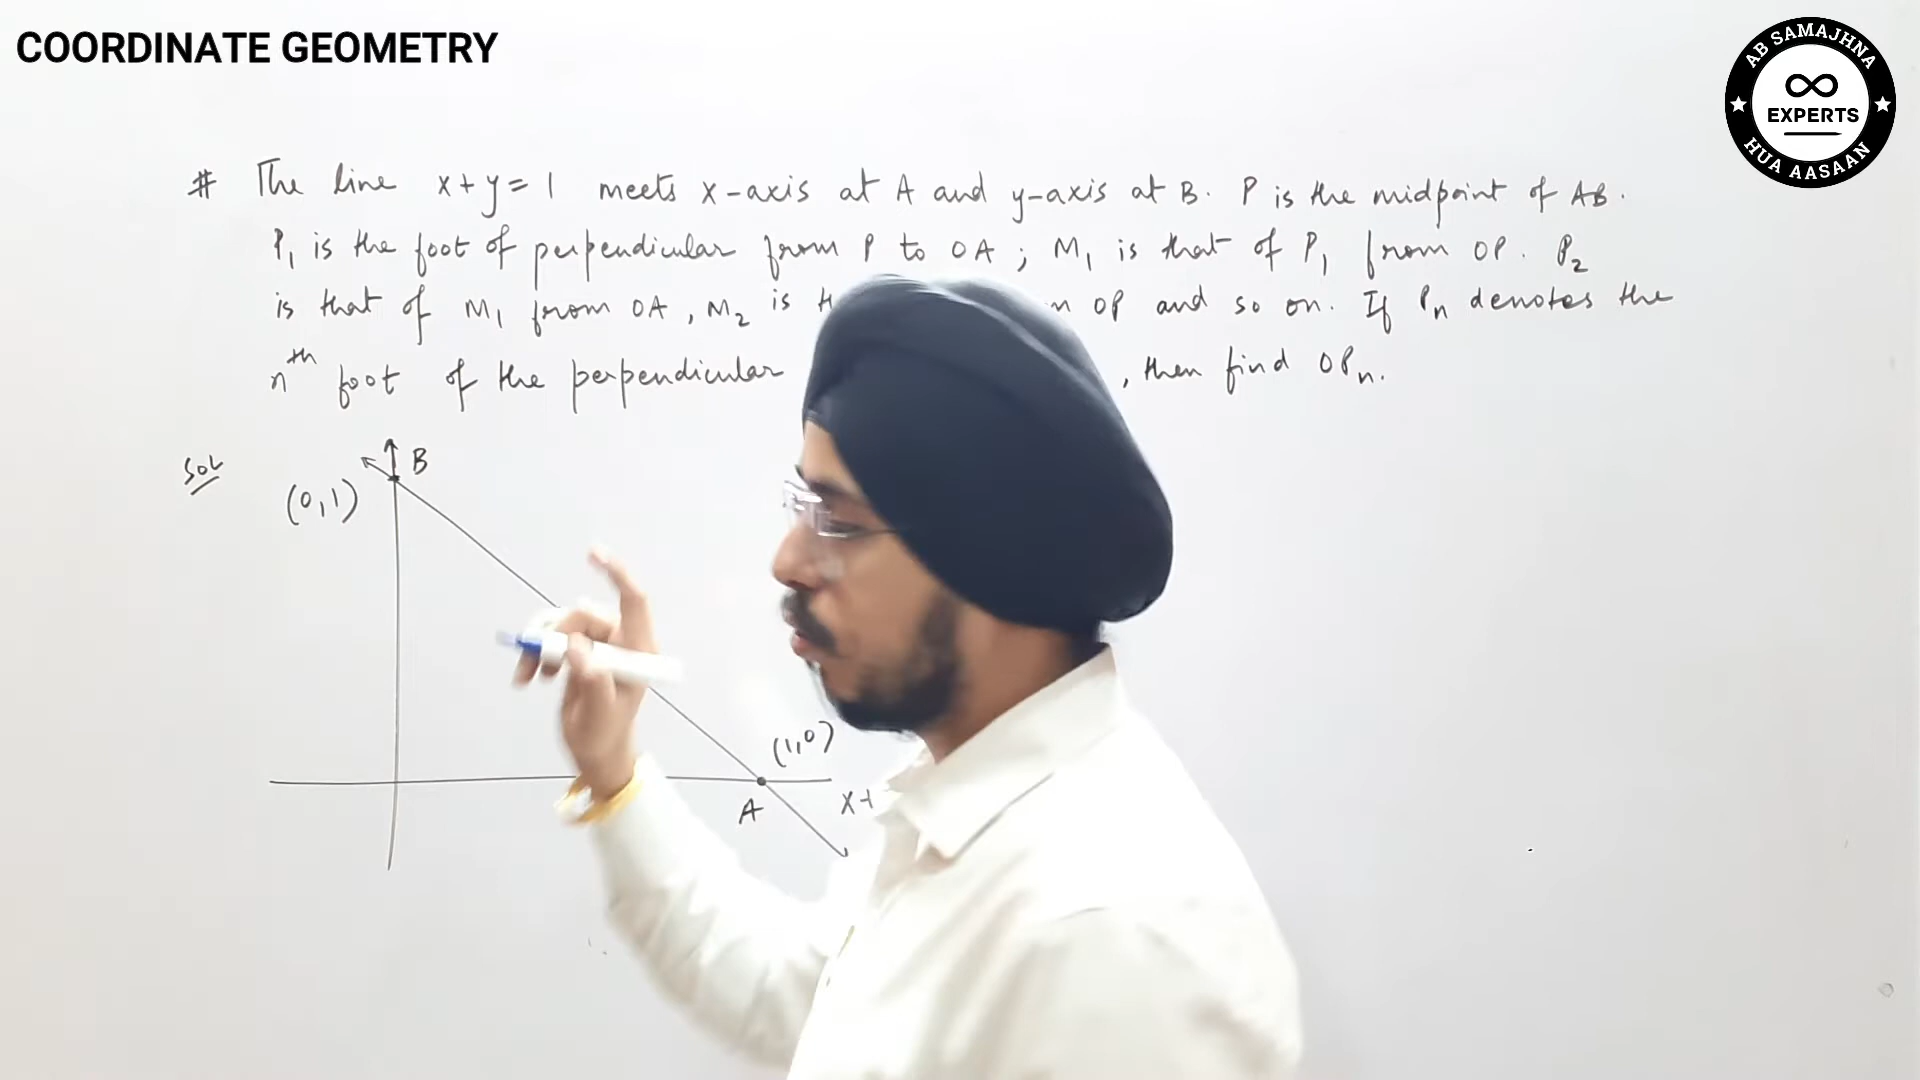 COORDINATE GEOMETRY
AB SAMAJHNA
∞
EXPERTS
HUA AASAAN
# The line x+y=1 meets x-axis at A and y-axis at B. P is the midpoint of AB.
P₁ is the foot of perpendicular from P to OA ; M₁ is that of P₁ from OP. P₂
is that of M₁ from OA, M₂ is OP and so on. If Pₙ denotes the
nᵗʰ foot of the perpendicular , then find OPₙ.
Sol
B
(0,1)
(1,0)
A